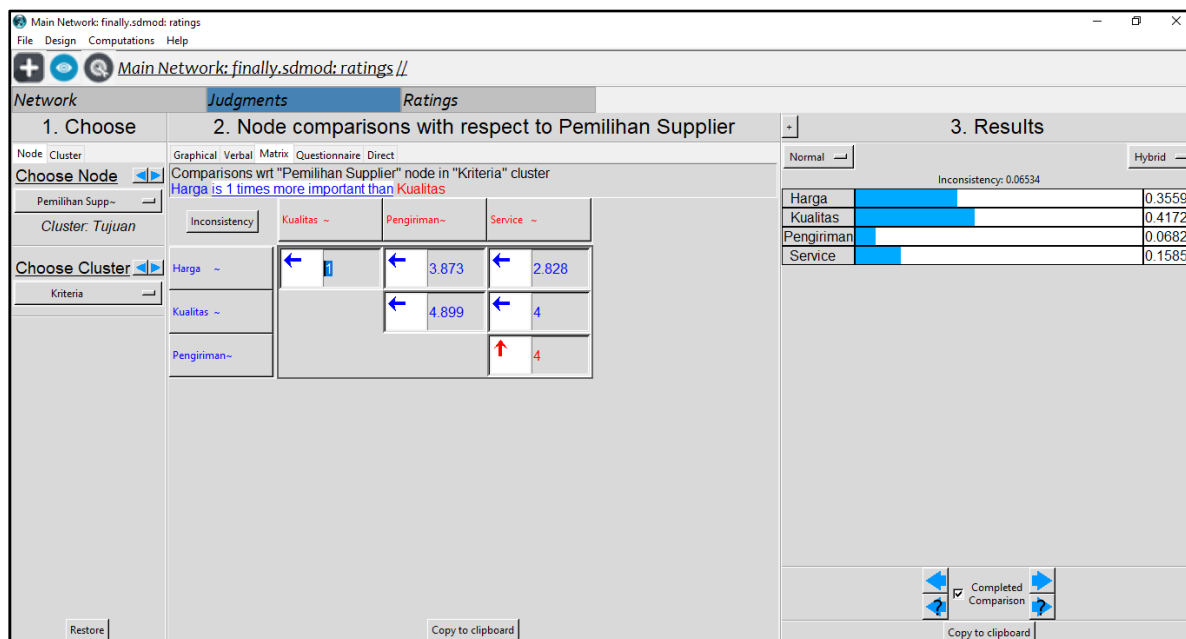 Main Network: finally.sdmod: ratings
File Design Computations Help
Main Network: finally.sdmod: ratings //
Network Judgments Ratings
1. Choose
Node Cluster
Choose Node
Pemilihan Supp~
Cluster: Tujuan
Choose Cluster
Kriteria
Restore
2. Node comparisons with respect to Pemilihan Supplier
Graphical Verbal Matrix Questionnaire Direct
Comparisons wrt "Pemilihan Supplier" node in "Kriteria" cluster
Harga is 1 times more important than Kualitas
Inconsistency Kualitas ~ Pengiriman~ Service ~
Harga ~ 1 3.873 2.828
Kualitas ~ 4.899 4
Pengiriman~ 4
Copy to clipboard
+ 3. Results
Normal Hybrid
Inconsistency: 0.06534
Harga 0.3559
Kualitas 0.4172
Pengiriman 0.0682
Service 0.1585
Completed
Comparison
Copy to clipboard